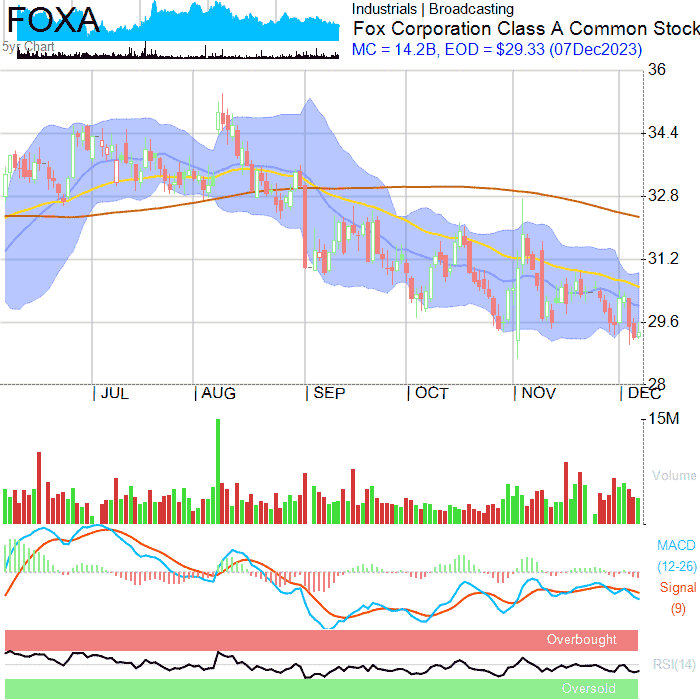 FOXA
5yr Chart
Industrials | Broadcasting
Fox Corporation Class A Common Stock
MC = 14.2B, EOD = $29.33 (07Dec2023)
36
34.4
32.8
31.2
29.6
28
JUL AUG SEP OCT NOV DEC
15M
Volume
MACD
(12-26)
Signal
(9)
Overbought
RSI(14)
Oversold